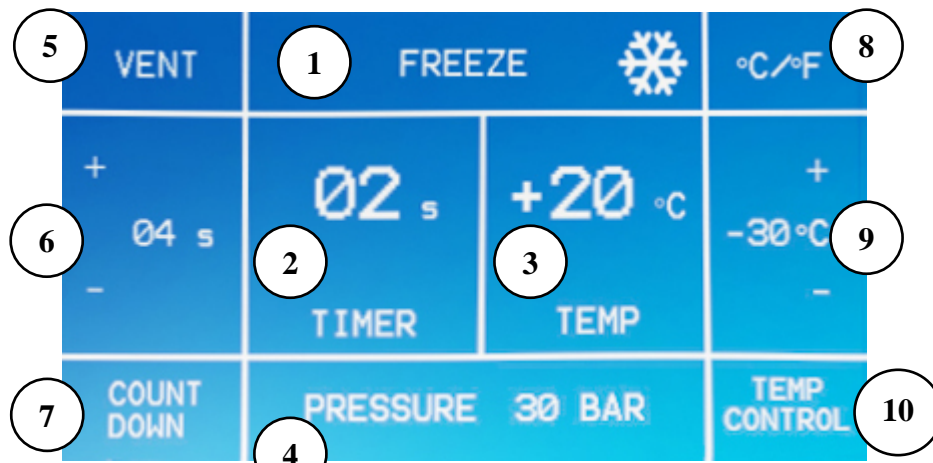 5 VENT 1 FREEZE °C/°F 8
+ 02 s +20 °C +
6 04 s 2 3 -30°C 9
- TIMER TEMP -
7 COUNT DOWN PRESSURE 30 BAR TEMP CONTROL 10
4